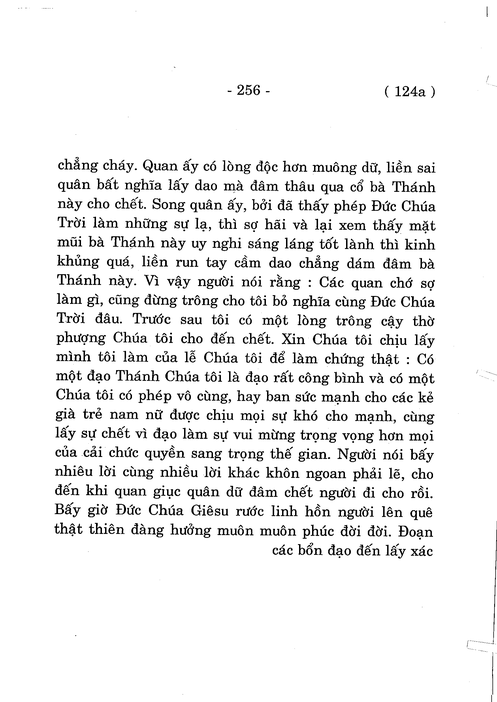 - 256 - ( 124a )
chẳng cháy. Quan ấy có lòng độc hơn muông dữ, liền sai
quân bất nghĩa lấy dao mà đâm thâu qua cổ bà Thánh
này cho chết. Song quân ấy, bởi đã thấy phép Đức Chúa
Trời làm những sự lạ, thì sợ hãi và lại xem thấy mặt
mũi bà Thánh này uy nghi sáng láng tốt lành thì kinh
khủng quá, liền run tay cầm dao chẳng dám đâm bà
Thánh này. Vì vậy người nói rằng : Các quan chớ sợ
làm gì, cũng đừng trông cho tôi bỏ nghĩa cùng Đức Chúa
Trời đâu. Trước sau tôi có một lòng trông cậy thờ
phượng Chúa tôi cho đến chết. Xin Chúa tôi chịu lấy
mình tôi làm của lễ Chúa tôi để làm chứng thật : Có
một đạo Thánh Chúa tôi là đạo rất công bình và có một
Chúa tôi có phép vô cùng, hay ban sức mạnh cho các kẻ
già trẻ nam nữ được chịu mọi sự khó cho mạnh, cùng
lấy sự chết vì đạo làm sự vui mừng trọng vọng hơn mọi
của cải chức quyền sang trọng thế gian. Người nói bấy
nhiêu lời cùng nhiều lời khác khôn ngoan phải lẽ, cho
đến khi quan giục quân dữ đâm chết người đi cho rồi.
Bấy giờ Đức Chúa Giêsu rước linh hồn người lên quê
thật thiên đàng hưởng muôn muôn phúc đời đời. Đoạn
các bổn đạo đến lấy xác